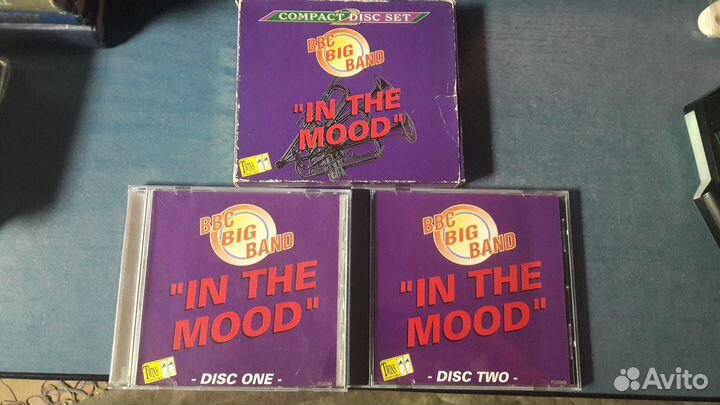 COMPACT 2 DISC SET
BBC
BIG
BAND
"IN THE
MOOD"
BBC
BIG
BAND
"IN THE
MOOD"
- DISC ONE -
BBC
BIG
BAND
"IN THE
MOOD"
- DISC TWO -
Avito